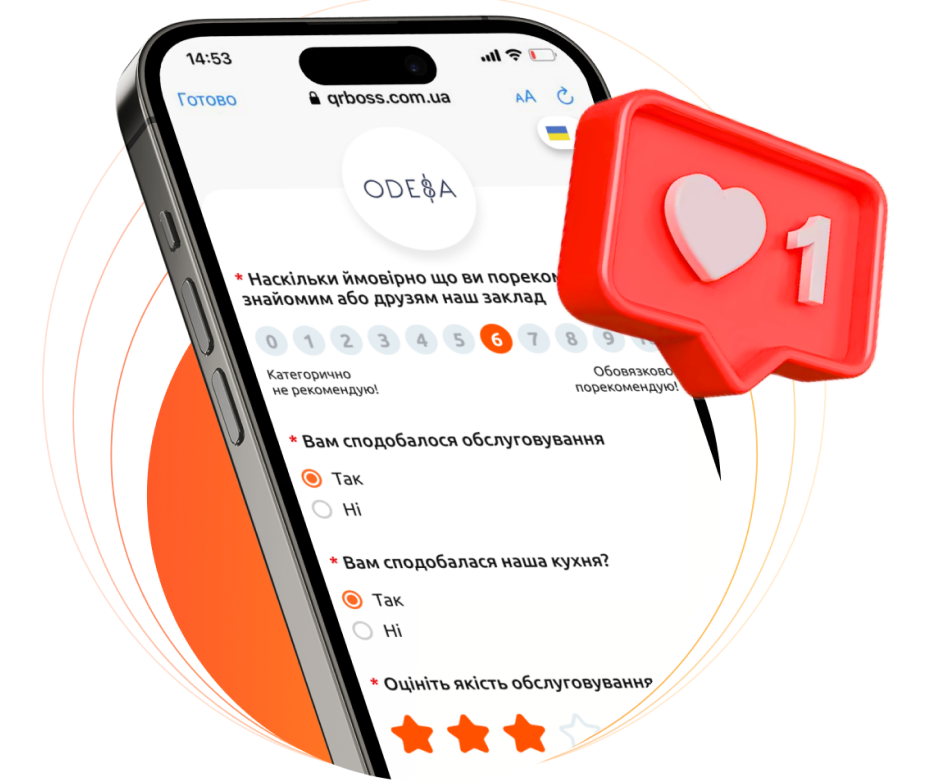 14:53
Готово
qrboss.com.ua
AA
ODESA
* Наскільки ймовірно що ви
знайомим або друзям наш заклад
0 1 2 3 4 5 6 7 8 9
Категорично
не рекомендую!
Обовязково
порекомендую!
* Вам сподобалося обслуговування
Так
Ні
* Вам сподобалася наша кухня?
Так
Ні
* Оцініть якість обслуговування
1